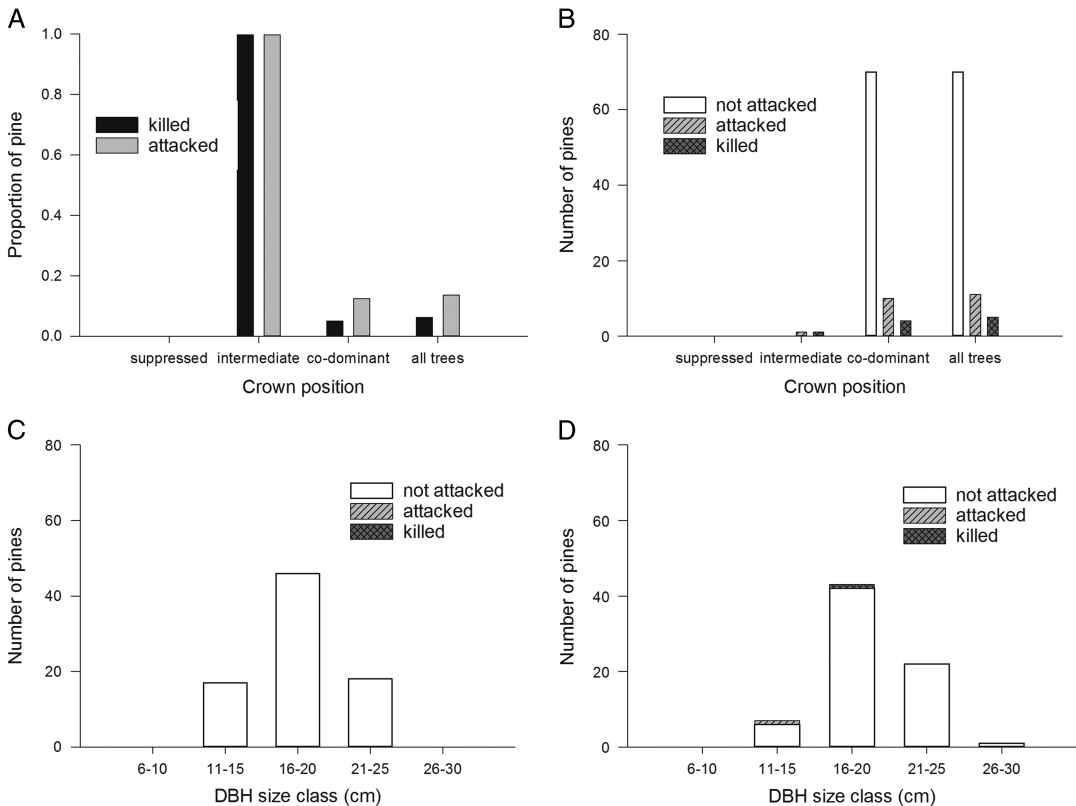 A
Proportion of pine
1.0
0.8
0.6
0.4
0.2
0.0
killed
attacked
suppressed intermediate co-dominant all trees
Crown position
B
Number of pines
80
60
40
20
0
not attacked
attacked
killed
suppressed intermediate co-dominant all trees
Crown position
C
Number of pines
80
60
40
20
0
not attacked
attacked
killed
6-10 11-15 16-20 21-25 26-30
DBH size class (cm)
D
Number of pines
80
60
40
20
0
not attacked
attacked
killed
6-10 11-15 16-20 21-25 26-30
DBH size class (cm)